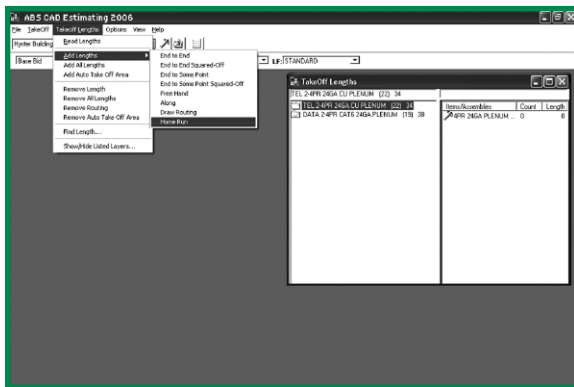 ABS CAD Estimating 2006
File TakeOff Takeoff Lengths Options View Help
Hyster Building
Base Bid
LF: STANDARD
Read Lengths
Add Lengths
Add All Lengths
Add Auto Take Off Area
Remove Length
Remove All Lengths
Remove Routing
Remove Auto Take Off Area
Find Length...
Show/Hide Listed Layers...
End to End
End to End Squared-Off
End to Some Point
End to Some Point Squared-Off
Free Hand
Along
Draw Routing
Home Run
TakeOff Lengths
TEL 2-4PR 24GA CU PLENUM (22) 34
TEL 2-4PR 24GA CU PLENUM (22) 34
DATA 2-4PR CAT6 24GA PLENUM (19) 38
Items/Assemblies Count Length
4PR 24GA PLENUM ... 0 0